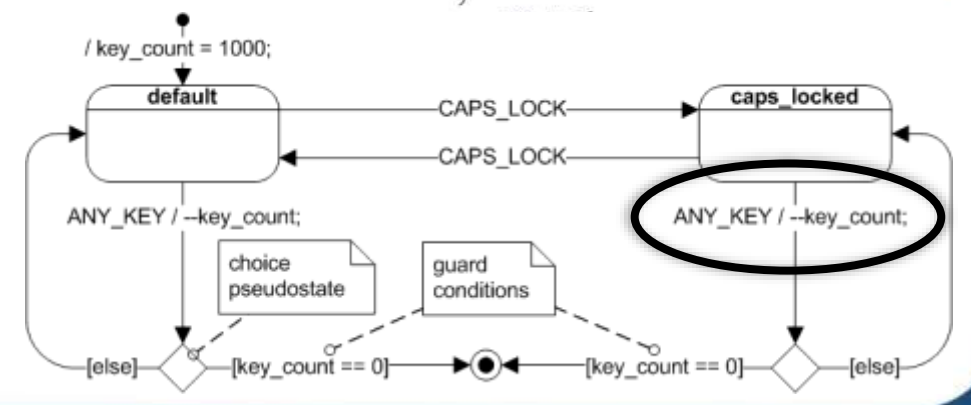 / key_count = 1000;
default
caps_locked
CAPS_LOCK
CAPS_LOCK
ANY_KEY / --key_count;
ANY_KEY / --key_count;
choice
pseudostate
guard
conditions
[else]
[key_count == 0]
[key_count == 0]
[else]